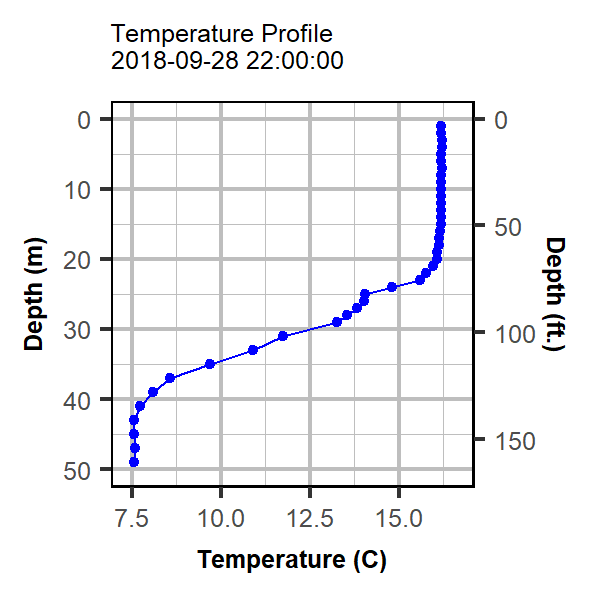 Temperature Profile
2018-09-28 22:00:00
0
10
20
30
40
50
Depth (m)
0
50
100
150
Depth (ft.)
7.5 10.0 12.5 15.0
Temperature (C)